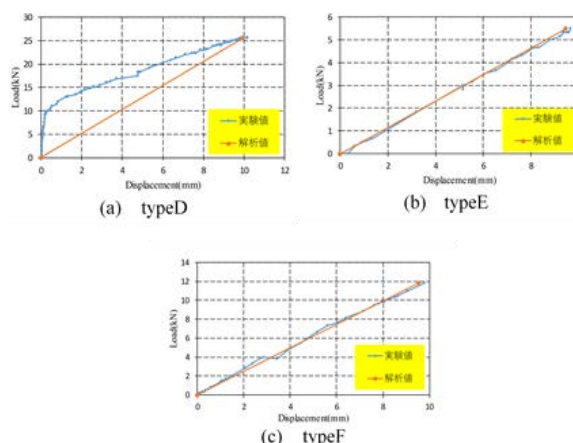 30
25
20
15
10
5
0
Load(kN)
0 2 4 6 8 10 12
Displacement(mm)
実験値
解析値
(a) typeD
6
5
4
3
2
1
0
Load(kN)
0 2 4 6 8
Displacement(mm)
実験値
解析値
(b) typeE
14
12
10
8
6
4
2
0
Load(kN)
0 2 4 6 8 10
Displacement(mm)
実験値
解析値
(c) typeF